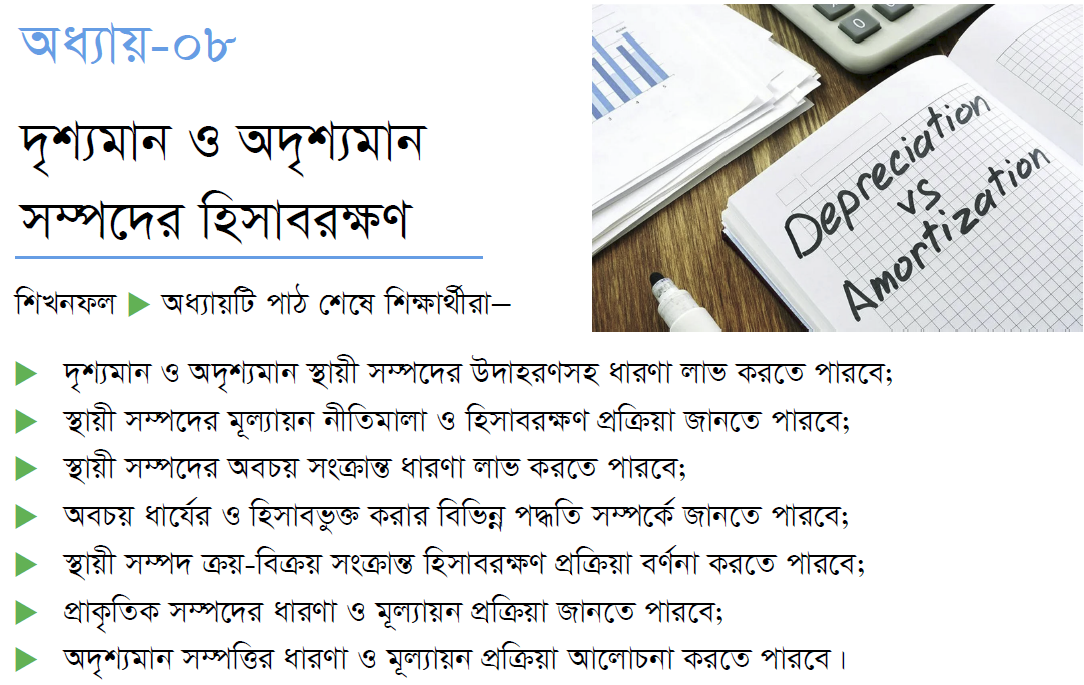 অধ্যায়-০৮
দৃশ্যমান ও অদৃশ্যমান
সম্পদের হিসাবরক্ষণ
Depreciation
vs
Amortization
0
শিখনফল ▶ অধ্যায়টি পাঠ শেষে শিক্ষার্থীরা–
▶ দৃশ্যমান ও অদৃশ্যমান স্থায়ী সম্পদের উদাহরণসহ ধারণা লাভ করতে পারবে;
▶ স্থায়ী সম্পদের মূল্যায়ন নীতিমালা ও হিসাবরক্ষণ প্রক্রিয়া জানতে পারবে;
▶ স্থায়ী সম্পদের অবচয় সংক্রান্ত ধারণা লাভ করতে পারবে;
▶ অবচয় ধার্যের ও হিসাবভুক্ত করার বিভিন্ন পদ্ধতি সম্পর্কে জানতে পারবে;
▶ স্থায়ী সম্পদ ক্রয়-বিক্রয় সংক্রান্ত হিসাবরক্ষণ প্রক্রিয়া বর্ণনা করতে পারবে;
▶ প্রাকৃতিক সম্পদের ধারণা ও মূল্যায়ন প্রক্রিয়া জানতে পারবে;
▶ অদৃশ্যমান সম্পত্তির ধারণা ও মূল্যায়ন প্রক্রিয়া আলোচনা করতে পারবে।